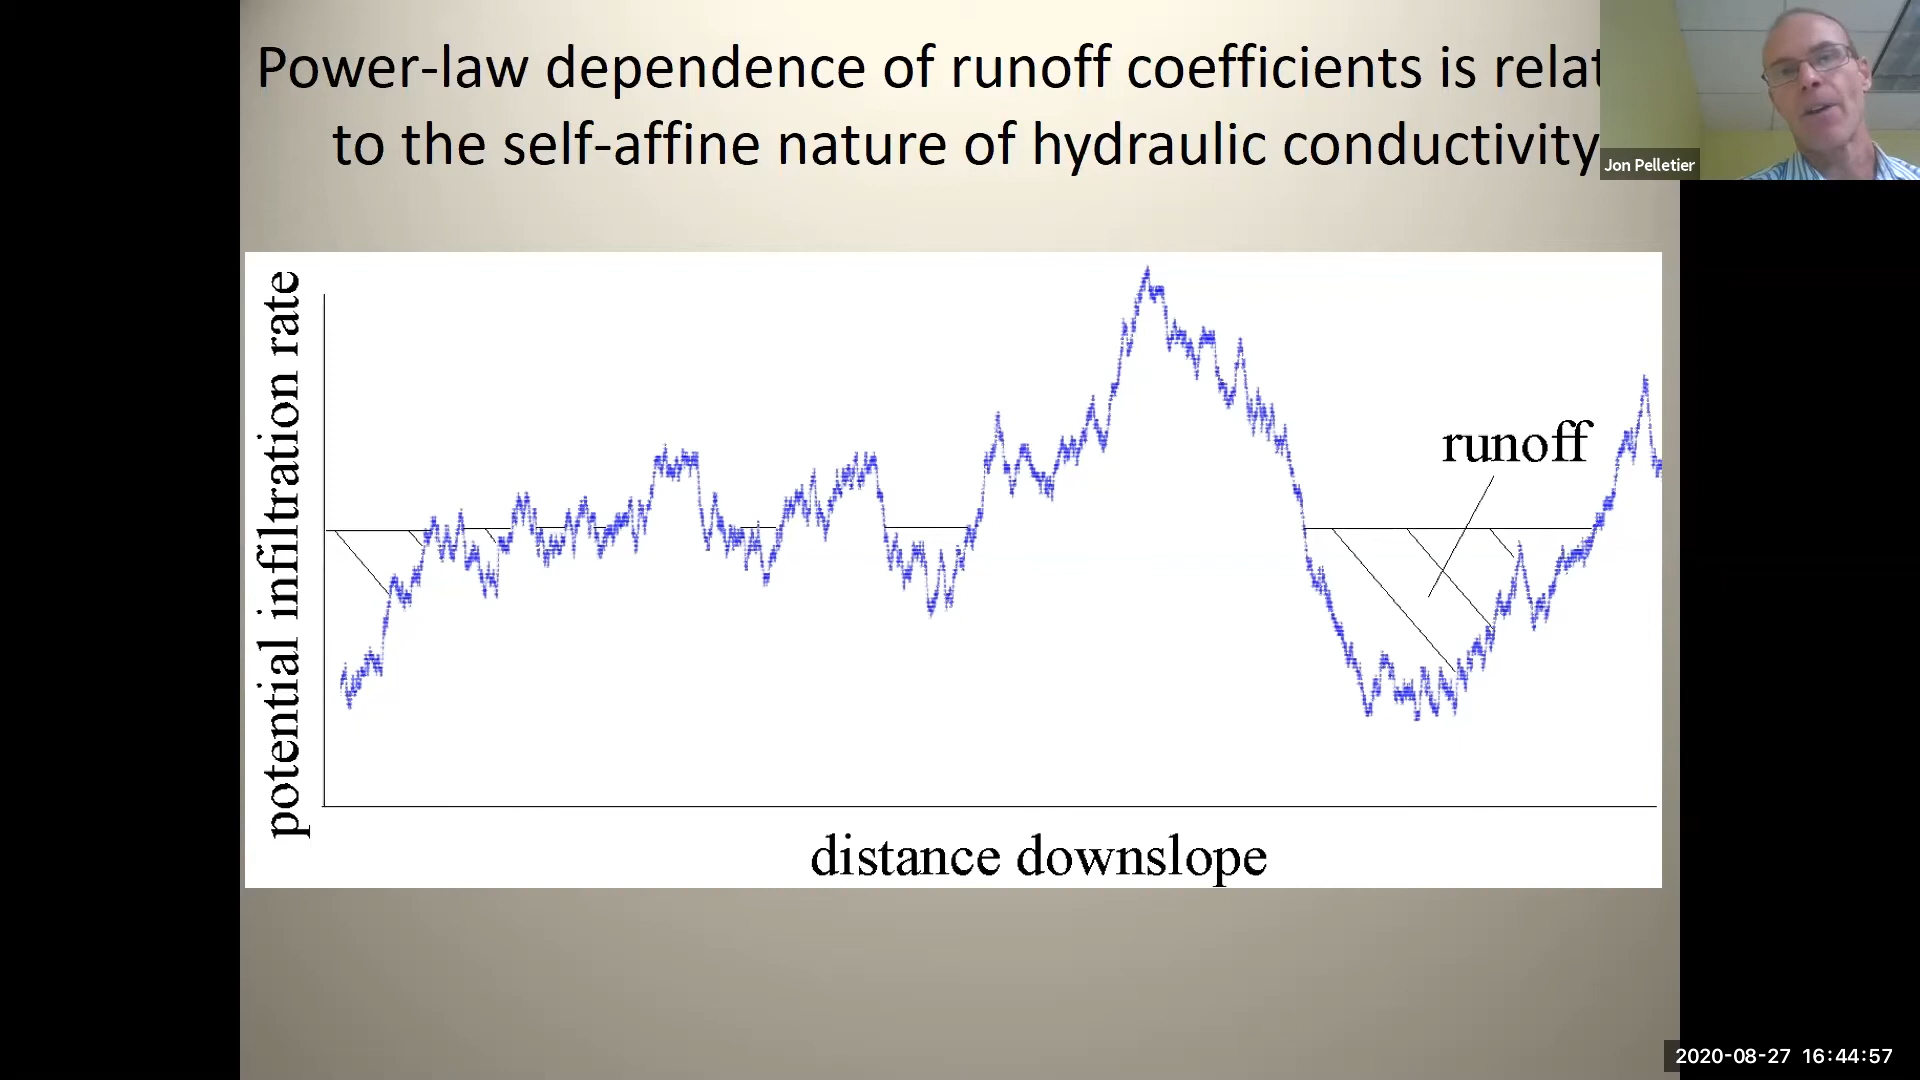 Power-law dependence of runoff coefficients is relat
to the self-affine nature of hydraulic conductivity
Jon Pelletier
potential infiltration rate
runoff
distance downslope
2020-08-27 16:44:57